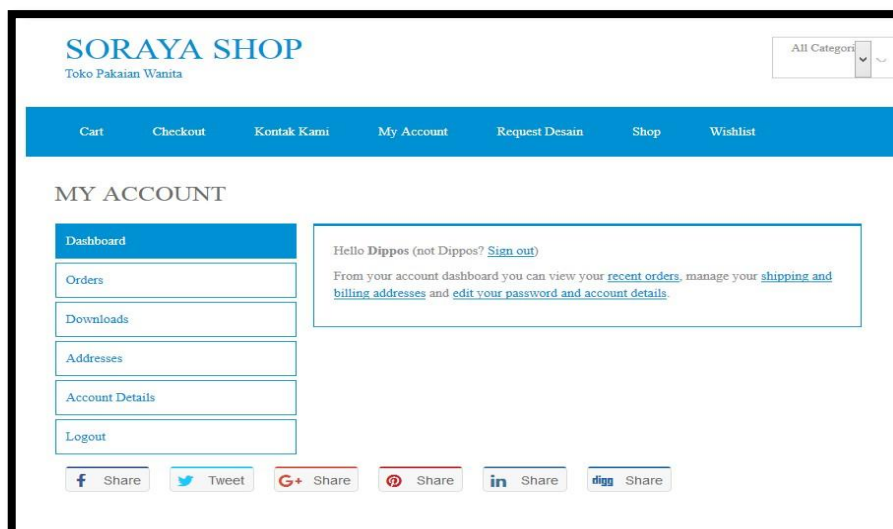 SORAYA SHOP
Toko Pakaian Wanita
All Categori
Cart Checkout Kontak Kami My Account Request Desain Shop Wishlist
MY ACCOUNT
Dashboard
Orders
Downloads
Addresses
Account Details
Logout
Hello Dippos (not Dippos? Sign out)
From your account dashboard you can view your recent orders, manage your shipping and
billing addresses and edit your password and account details.
Share Tweet G+ Share Share in Share digg Share